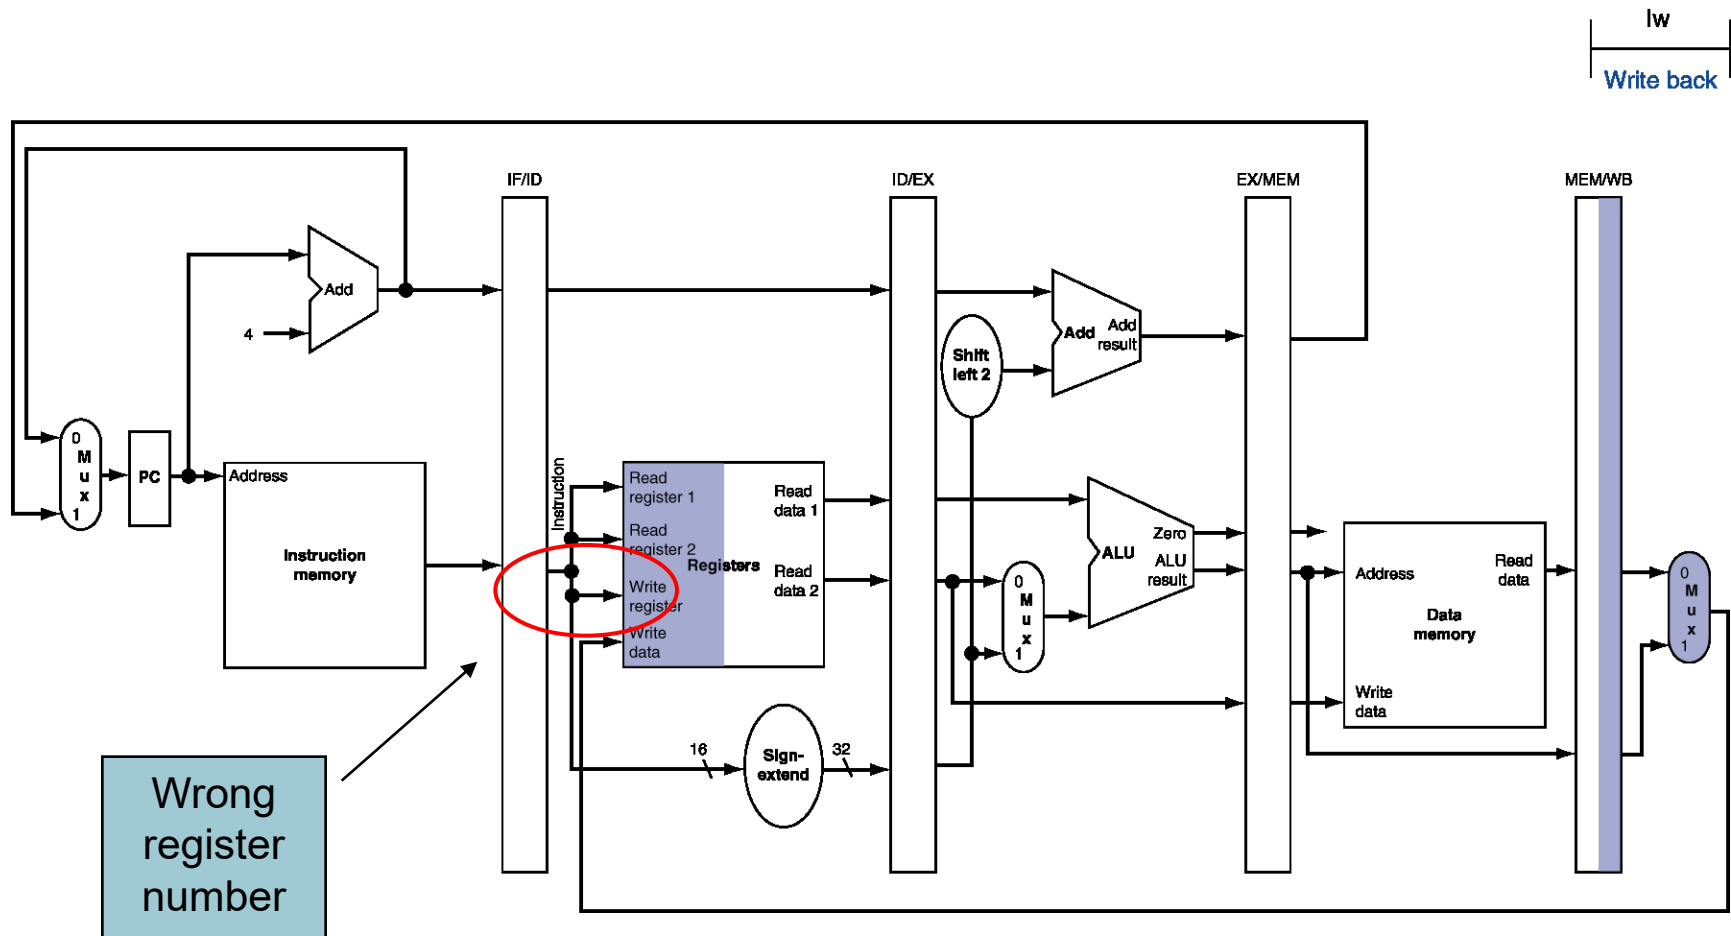 lw
Write back
IF/ID
ID/EX
EX/MEM
MEM/WB
Add
4
Add
Add
result
Shift
left 2
0
M
u
x
1
PC
Address
Instruction
memory
Instruction
Read
register 1
Read
register 2
Write
register
Write
data
Registers
Read
data 1
Read
data 2
16
Sign-
extend
32
0
M
u
x
1
Zero
ALU
ALU
result
Address
Read
data
Data
memory
Write
data
0
M
u
x
1
Wrong
register
number